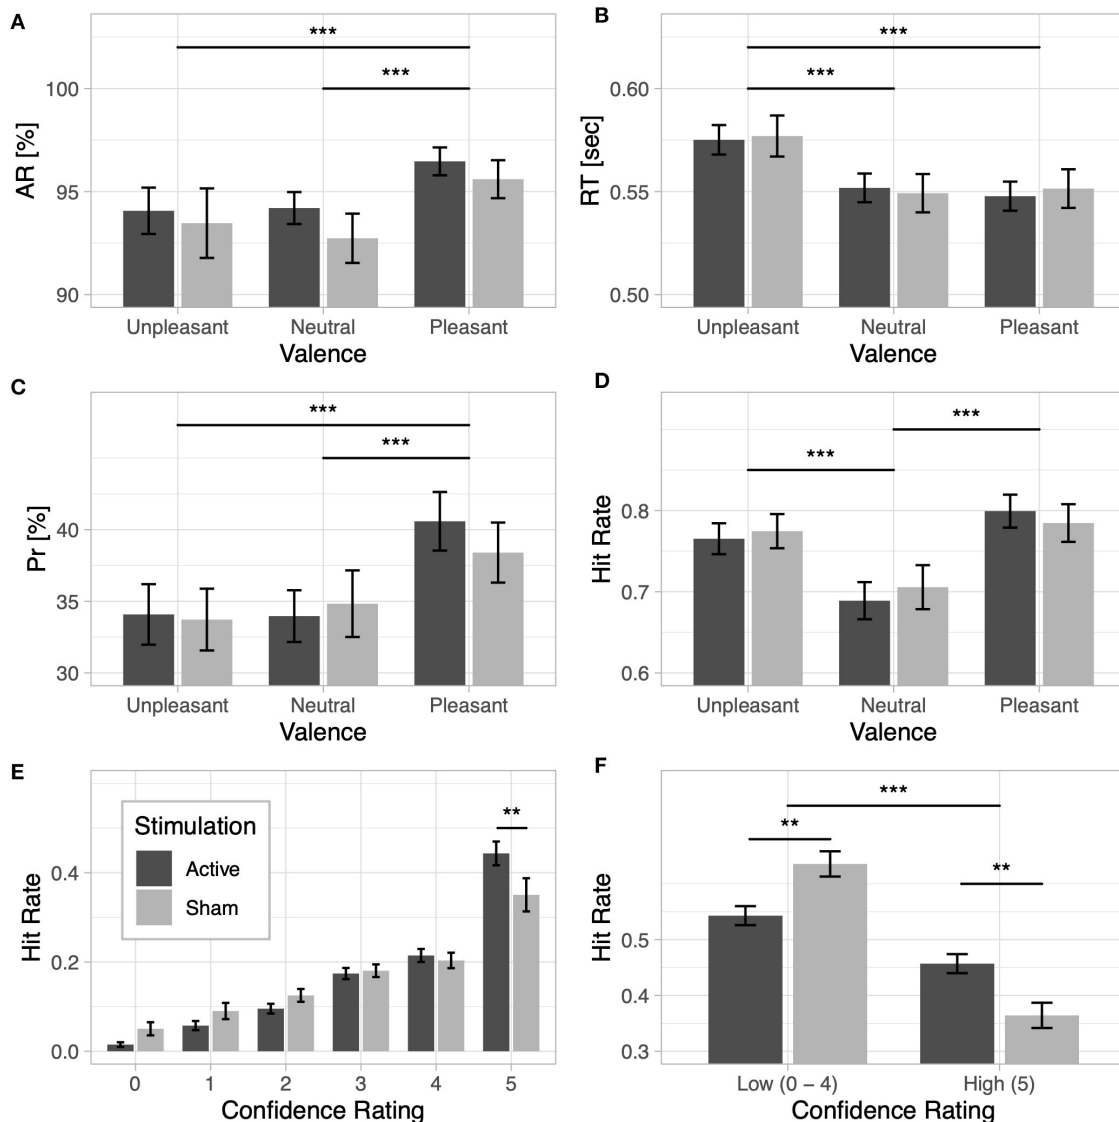 A
***
***
100
95
90
AR [%]
Unpleasant Neutral Pleasant
Valence
B
***
***
0.60
0.55
0.50
RT [sec]
Unpleasant Neutral Pleasant
Valence
C
***
***
40
35
30
Pr [%]
Unpleasant Neutral Pleasant
Valence
D
***
***
0.8
0.7
0.6
Hit Rate
Unpleasant Neutral Pleasant
Valence
E
Stimulation
Active
Sham
**
0.4
0.2
0.0
Hit Rate
0 1 2 3 4 5
Confidence Rating
F
***
**
**
0.5
0.4
0.3
Hit Rate
Low (0 – 4) High (5)
Confidence Rating